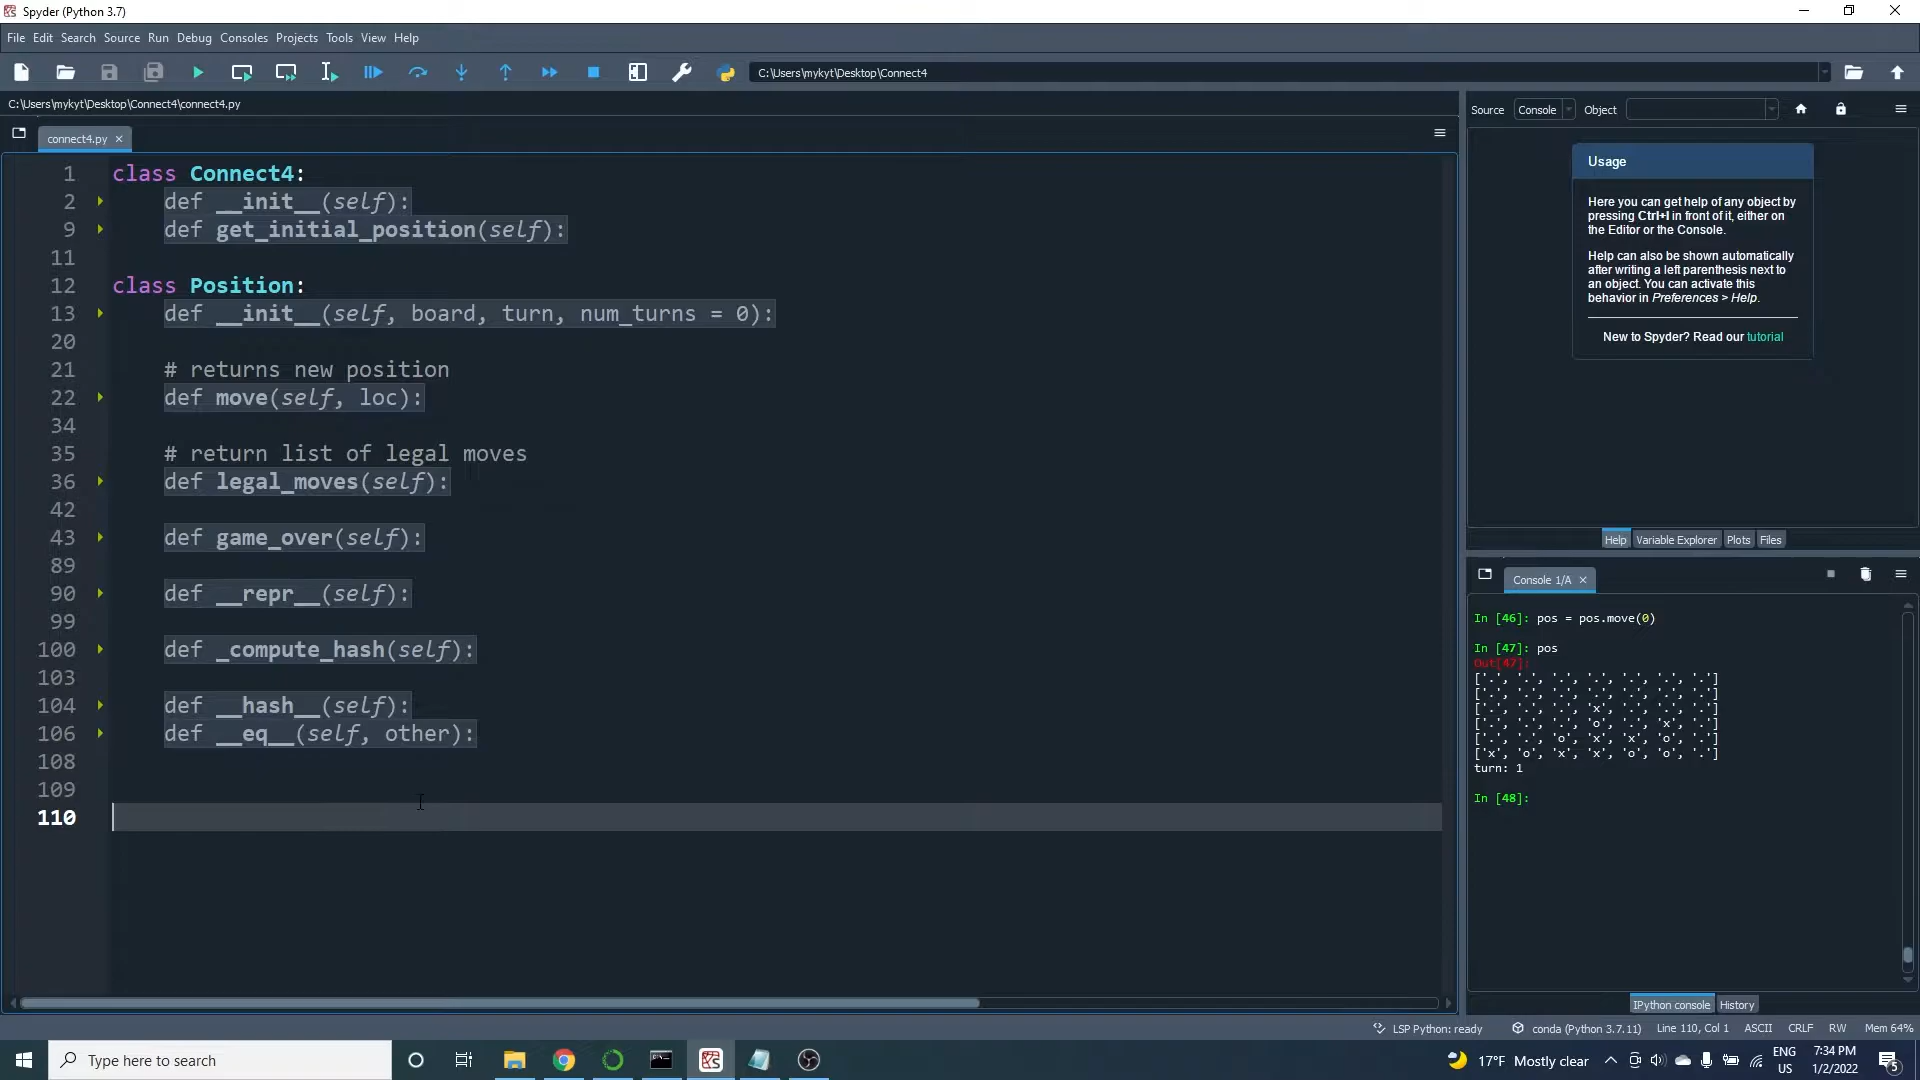 Spyder (Python 3.7)
File Edit Search Source Run Debug Consoles Projects Tools View Help
C:\Users\mykyt\Desktop\Connect4
C:\Users\mykyt\Desktop\Connect4\connect4.py
connect4.py
1 class Connect4:
2 def __init__(self):
9 def get_initial_position(self):
11
12 class Position:
13 def __init__(self, board, turn, num_turns = 0):
20
21 # returns new position
22 def move(self, loc):
34
35 # return list of legal moves
36 def legal_moves(self):
42
43 def game_over(self):
89
90 def __repr__(self):
99
100 def _compute_hash(self):
103
104 def __hash__(self):
106 def __eq__(self, other):
108
109
110
Source Console Object
Usage
Here you can get help of any object by
pressing Ctrl+I in front of it, either on
the Editor or the Console.
Help can also be shown automatically
after writing a left parenthesis next to
an object. You can activate this
behavior in Preferences > Help.
New to Spyder? Read our tutorial
Help Variable Explorer Plots Files
Console 1/A
In [46]: pos = pos.move(0)
In [47]: pos
Out[47]:
['.', '.', '.', '.', '.', '.', '.']
['.', '.', '.', '.', '.', '.', '.']
['.', '.', '.', 'x', '.', '.', '.']
['.', '.', '.', 'o', '.', 'x', '.']
['.', '.', 'o', 'x', 'x', 'o', '.']
['x', 'o', 'x', 'x', 'o', 'o', '.']
turn: 1
In [48]:
IPython console History
LSP Python: ready conda (Python 3.7.11) Line 110, Col 1 ASCII CRLF RW Mem 64%
Type here to search
17°F Mostly clear
ENG
US
7:34 PM
1/2/2022
5